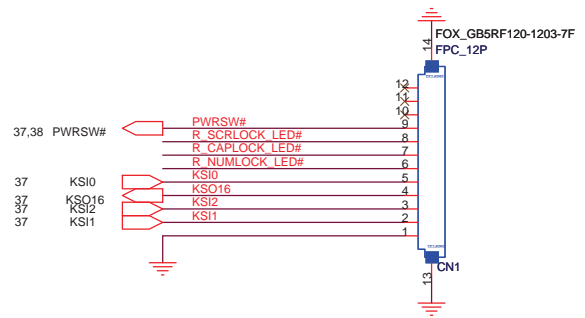 FOX_GB5RF120-1203-7F
14
FPC_12P
12
11
10
37,38 PWRSW# PWRSW# 9
R_SCRLOCK_LED# 8
R_CAPLOCK_LED# 7
R_NUMLOCK_LED# 6
37 KSI0 KSI0 5
37 KSO16 KSO16 4
37 KSI2 KSI2 3
37 KSI1 KSI1 2
1
CN1
13